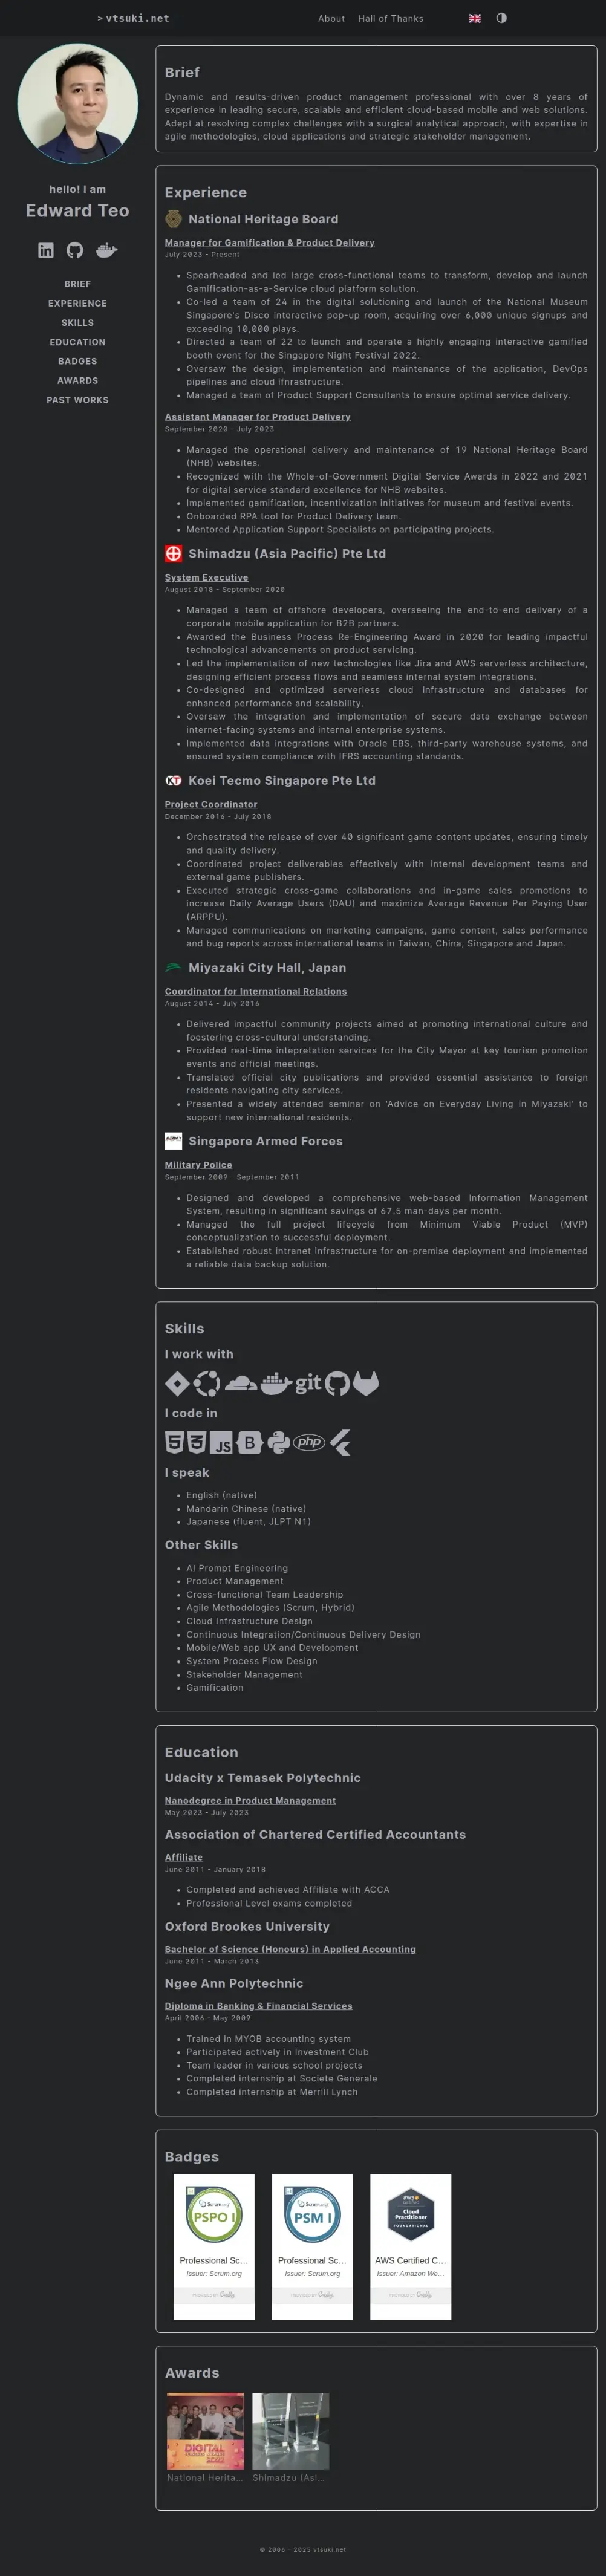 > vtsuki.net
About
Hall of Thanks
hello! I am
Edward Teo
BRIEF
EXPERIENCE
SKILLS
EDUCATION
BADGES
AWARDS
PAST WORKS
Brief
Dynamic and results-driven product management professional with over 8 years of
experience in leading secure, scalable and efficient cloud-based mobile and web solutions.
Adept at resolving complex challenges with a surgical analytical approach, with expertise in
agile methodologies, cloud applications and strategic stakeholder management.
Experience
National Heritage Board
Manager for Gamification & Product Delivery
July 2023 - Present
• Spearheaded and led large cross-functional teams to transform, develop and launch
Gamification-as-a-Service cloud platform solution.
• Co-led a team of 24 in the digital solutioning and launch of the National Museum
Singapore's Disco interactive pop-up room, acquiring over 6,000 unique signups and
exceeding 10,000 plays.
• Directed a team of 22 to launch and operate a highly engaging interactive gamified
booth event for the Singapore Night Festival 2022.
• Oversaw the design, implementation and maintenance of the application, DevOps
pipelines and cloud ifnrastructure.
• Managed a team of Product Support Consultants to ensure optimal service delivery.
Assistant Manager for Product Delivery
September 2020 - July 2023
• Managed the operational delivery and maintenance of 19 National Heritage Board
(NHB) websites.
• Recognized with the Whole-of-Government Digital Service Awards in 2022 and 2021
for digital service standard excellence for NHB websites.
• Implemented gamification, incentivization initiatives for museum and festival events.
• Onboarded RPA tool for Product Delivery team.
• Mentored Application Support Specialists on participating projects.
Shimadzu (Asia Pacific) Pte Ltd
System Executive
August 2018 - September 2020
• Managed a team of offshore developers, overseeing the end-to-end delivery of a
corporate mobile application for B2B partners.
• Awarded the Business Process Re-Engineering Award in 2020 for leading impactful
technological advancements on product servicing.
• Led the implementation of new technologies like Jira and AWS serverless architecture,
designing efficient process flows and seamless internal system integrations.
• Co-designed and optimized serverless cloud infrastructure and databases for
enhanced performance and scalability.
• Oversaw the integration and implementation of secure data exchange between
internet-facing systems and internal enterprise systems.
• Implemented data integrations with Oracle EBS, third-party warehouse systems, and
ensured system compliance with IFRS accounting standards.
KT
Koei Tecmo Singapore Pte Ltd
Project Coordinator
December 2016 - July 2018
• Orchestrated the release of over 40 significant game content updates, ensuring timely
and quality delivery.
• Coordinated project deliverables effectively with internal development teams and
external game publishers.
• Executed strategic cross-game collaborations and in-game sales promotions to
increase Daily Average Users (DAU) and maximize Average Revenue Per Paying User
(ARPPU).
• Managed communications on marketing campaigns, game content, sales performance
and bug reports across international teams in Taiwan, China, Singapore and Japan.
Miyazaki City Hall, Japan
Coordinator for International Relations
August 2014 - July 2016
• Delivered impactful community projects aimed at promoting international culture and
foestering cross-cultural understanding.
• Provided real-time intepretation services for the City Mayor at key tourism promotion
events and official meetings.
• Translated official city publications and provided essential assistance to foreign
residents navigating city services.
• Presented a widely attended seminar on 'Advice on Everyday Living in Miyazaki' to
support new international residents.
ARMY
Singapore Armed Forces
Military Police
September 2009 - September 2011
• Designed and developed a comprehensive web-based Information Management
System, resulting in significant savings of 67.5 man-days per month.
• Managed the full project lifecycle from Minimum Viable Product (MVP)
conceptualization to successful deployment.
• Established robust intranet infrastructure for on-premise deployment and implemented
a reliable data backup solution.
Skills
I work with
git
I code in
JS
B
php
I speak
• English (native)
• Mandarin Chinese (native)
• Japanese (fluent, JLPT N1)
Other Skills
• AI Prompt Engineering
• Product Management
• Cross-functional Team Leadership
• Agile Methodologies (Scrum, Hybrid)
• Cloud Infrastructure Design
• Continuous Integration/Continuous Delivery Design
• Mobile/Web app UX and Development
• System Process Flow Design
• Stakeholder Management
• Gamification
Education
Udacity x Temasek Polytechnic
Nanodegree in Product Management
May 2023 - July 2023
Association of Chartered Certified Accountants
Affiliate
June 2011 - January 2018
• Completed and achieved Affiliate with ACCA
• Professional Level exams completed
Oxford Brookes University
Bachelor of Science (Honours) in Applied Accounting
June 2011 - March 2013
Ngee Ann Polytechnic
Diploma in Banking & Financial Services
April 2006 - May 2009
• Trained in MYOB accounting system
• Participated actively in Investment Club
• Team leader in various school projects
• Completed internship at Societe Generale
• Completed internship at Merrill Lynch
Badges
Scrum.org
PSPO I
Professional Sc...
Issuer: Scrum.org
PROVIDED BY Credly
Scrum.org
PSM I
Professional Sc...
Issuer: Scrum.org
PROVIDED BY Credly
aws
Cloud
Practitioner
FOUNDATIONAL
AWS Certified C...
Issuer: Amazon We...
PROVIDED BY Credly
Awards
DIGITAL
National Herita...
Shimadzu (Asi...
© 2006 - 2025 vtsuki.net